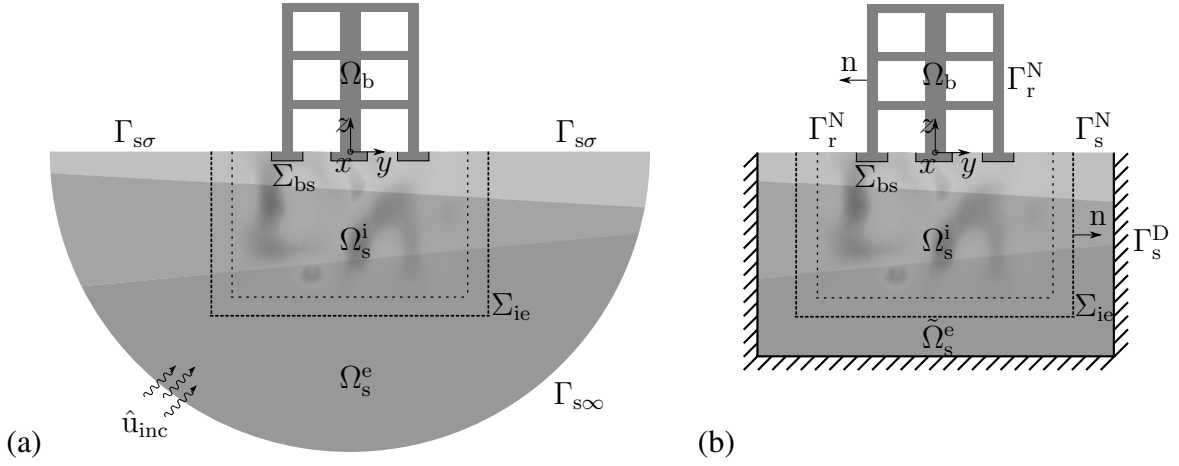 Ω_b
z
Γ_sσ Γ_sσ
x y
Σ_bs
Ω_s^i
Σ_ie
Ω_s^e
Γ_s∞
û_inc
(a)
n Ω_b Γ_r^N
z
Γ_r^N Γ_s^N
x y
Σ_bs
n
Ω_s^i Γ_s^D
Σ_ie
Ω̃_s^e
(b)